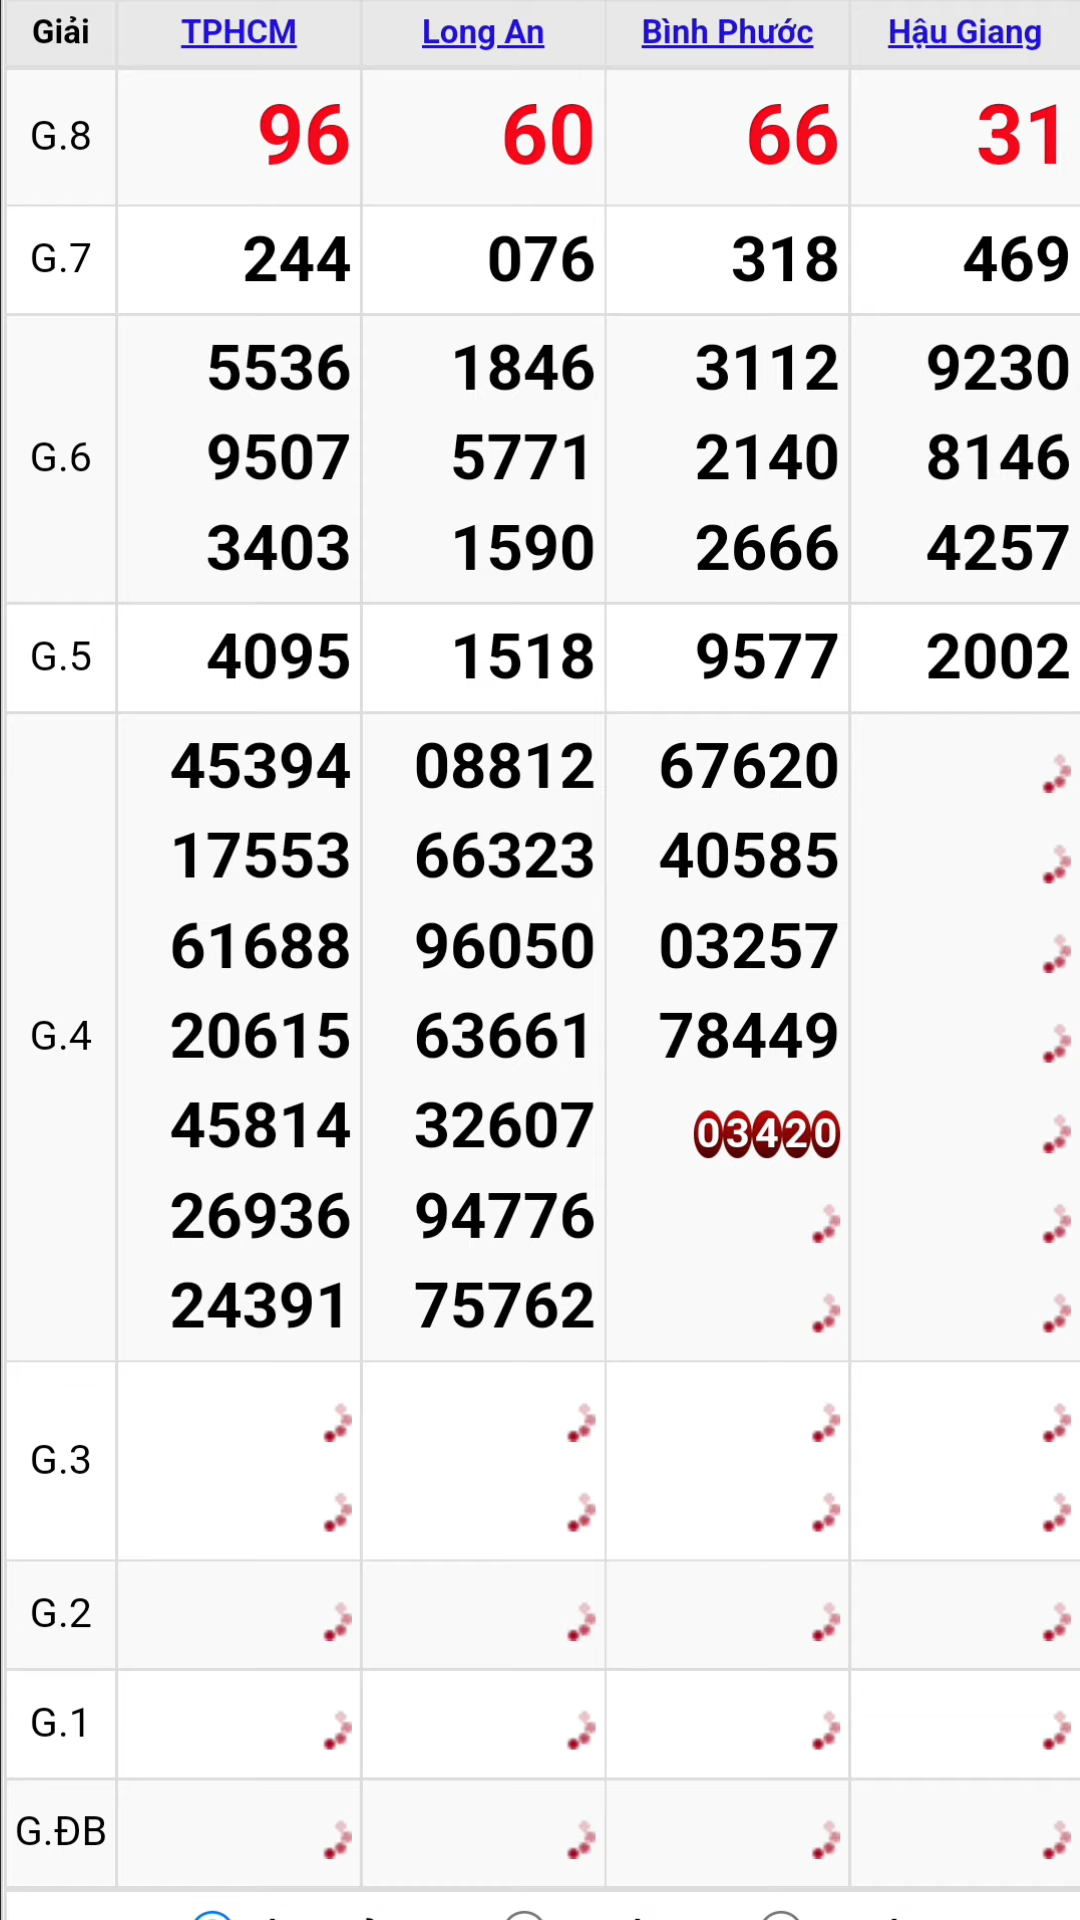 Giải TPHCM Long An Bình Phước Hậu Giang
G.8 96 60 66 31
G.7 244 076 318 469
5536 1846 3112 9230
G.6 9507 5771 2140 8146
3403 1590 2666 4257
G.5 4095 1518 9577 2002
45394 08812 67620
17553 66323 40585
61688 96050 03257
G.4 20615 63661 78449
45814 32607 03420
26936 94776
24391 75762
G.3
G.2
G.1
G.ĐB